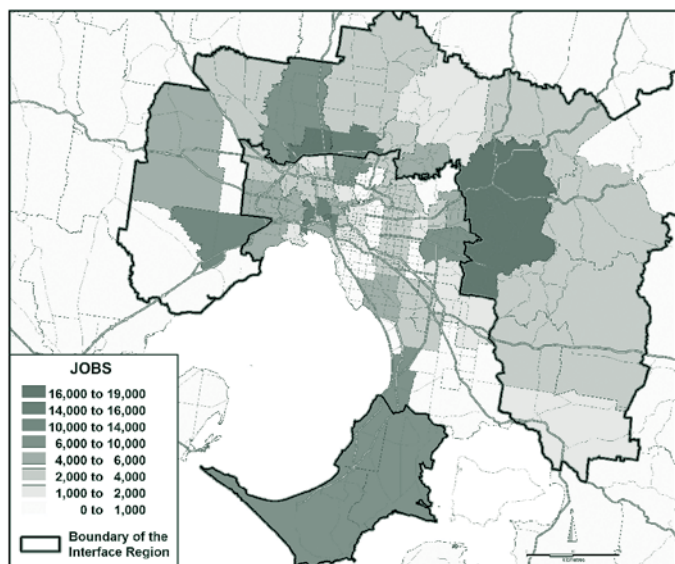 JOBS
16,000 to 19,000
14,000 to 16,000
10,000 to 14,000
6,000 to 10,000
4,000 to 6,000
2,000 to 4,000
1,000 to 2,000
0 to 1,000
Boundary of the
Interface Region